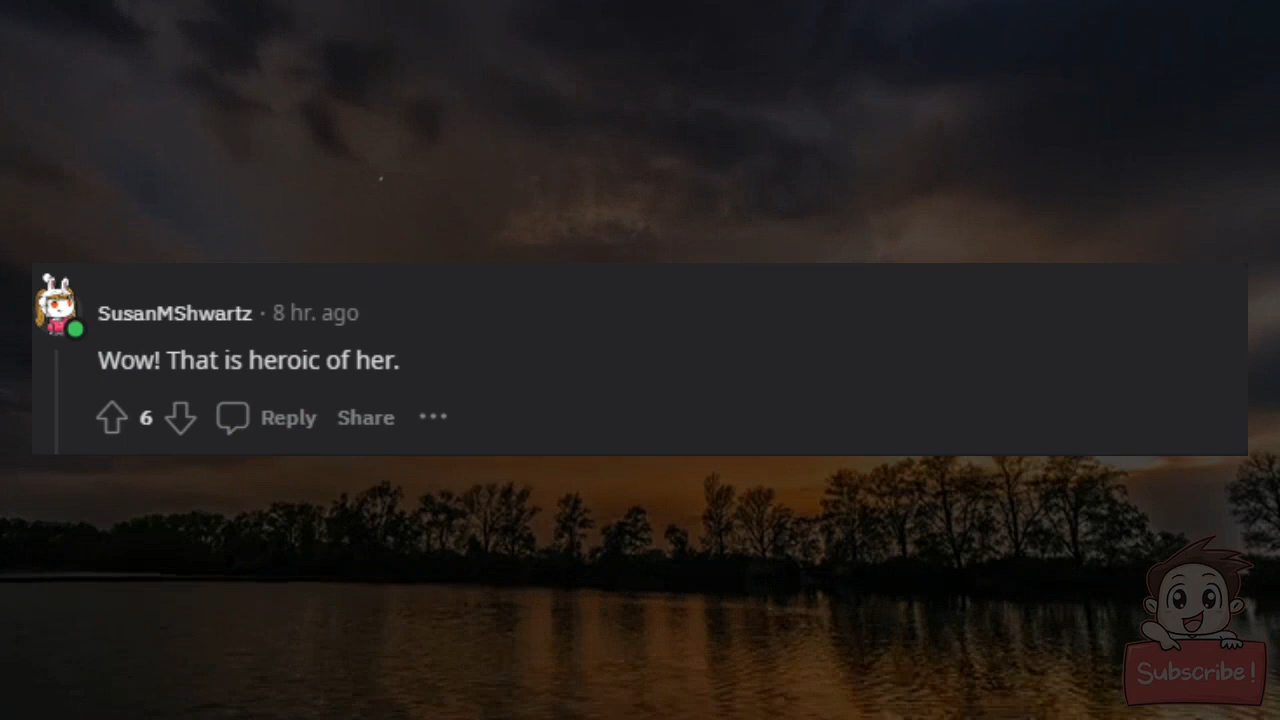 SusanMShwartz · 8 hr. ago
Wow! That is heroic of her.
6 Reply Share ···
Subscribe!